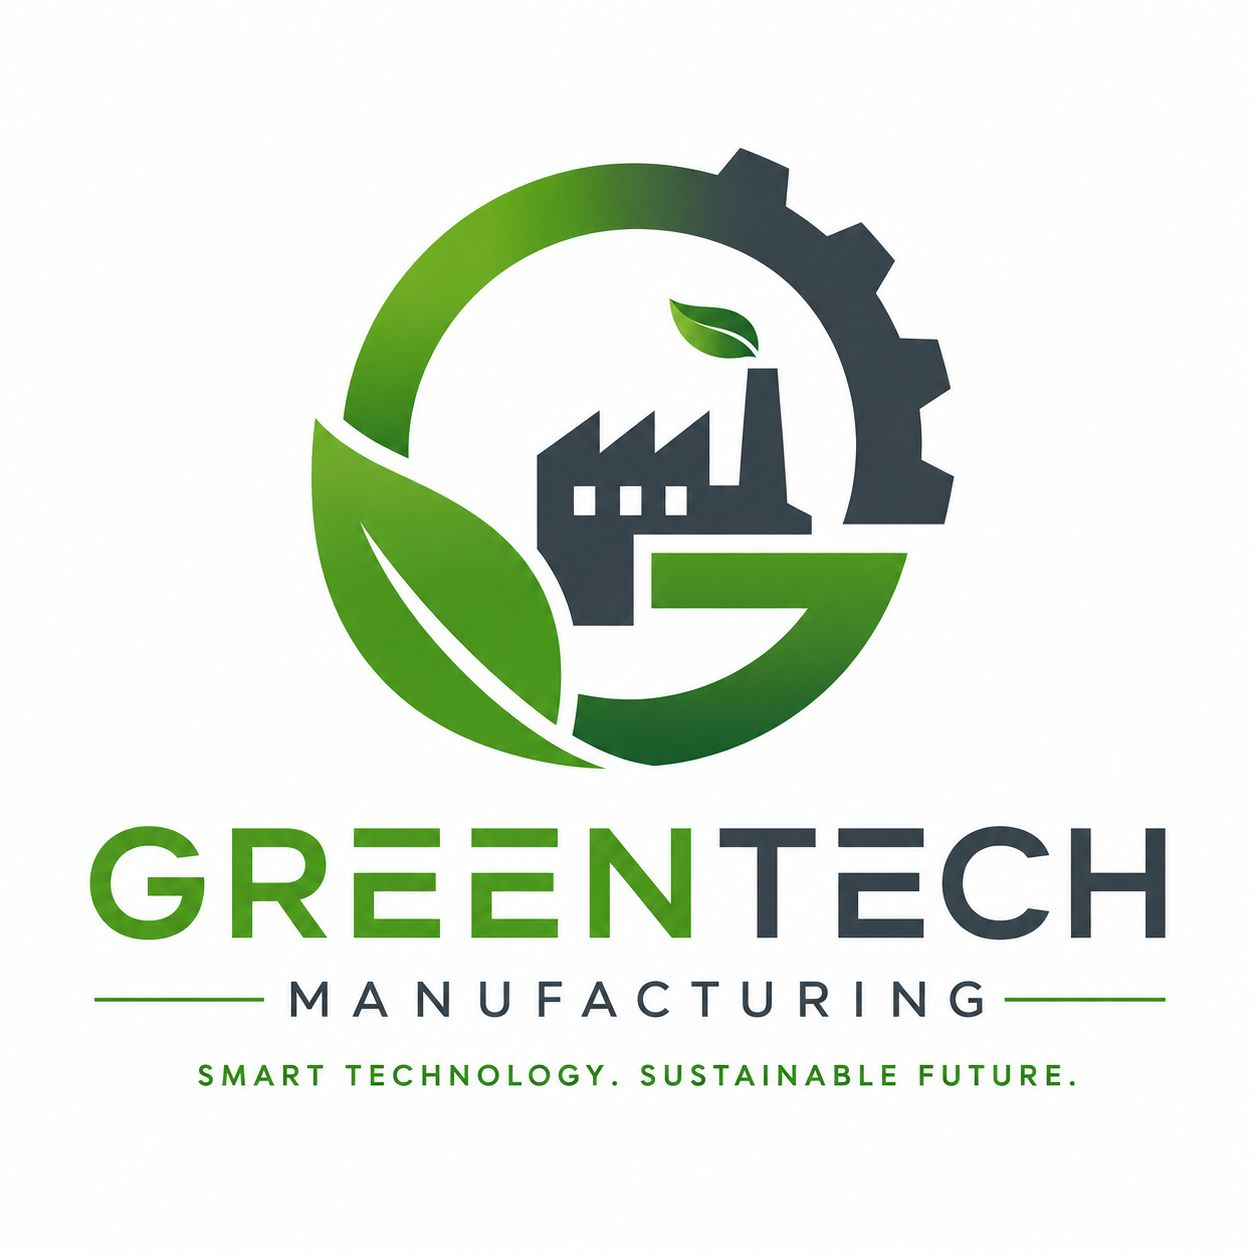 GREENTECH
MANUFACTURING
SMART TECHNOLOGY. SUSTAINABLE FUTURE.